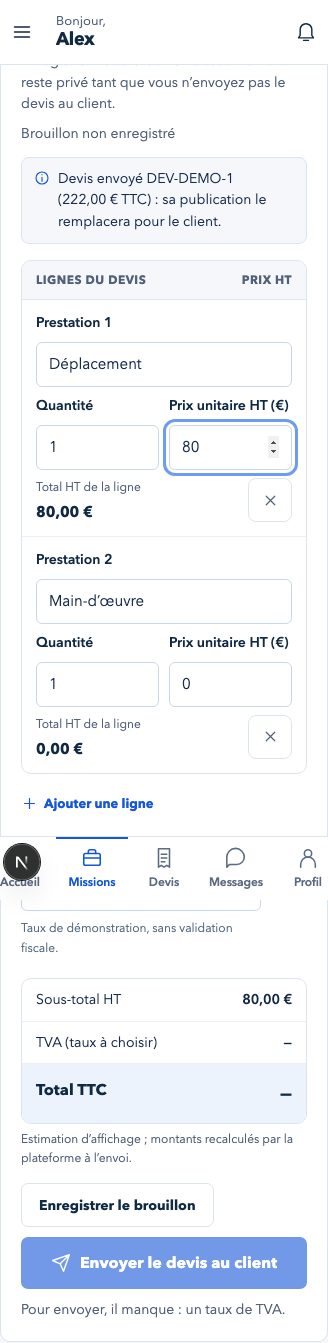 Bonjour,
Alex
reste privé tant que vous n’envoyez pas le
devis au client.
Brouillon non enregistré
Devis envoyé DEV-DEMO-1
(222,00 € TTC) : sa publication le
remplacera pour le client.
LIGNES DU DEVIS PRIX HT
Prestation 1
Déplacement
Quantité Prix unitaire HT (€)
1 80
Total HT de la ligne
80,00 €
Prestation 2
Main-d’œuvre
Quantité Prix unitaire HT (€)
1 0
Total HT de la ligne
0,00 €
Ajouter une ligne
N
Accueil Missions Devis Messages Profil
Taux de démonstration, sans validation
fiscale.
Sous-total HT 80,00 €
TVA (taux à choisir) –
Total TTC –
Estimation d’affichage ; montants recalculés par la
plateforme à l’envoi.
Enregistrer le brouillon
Envoyer le devis au client
Pour envoyer, il manque : un taux de TVA.